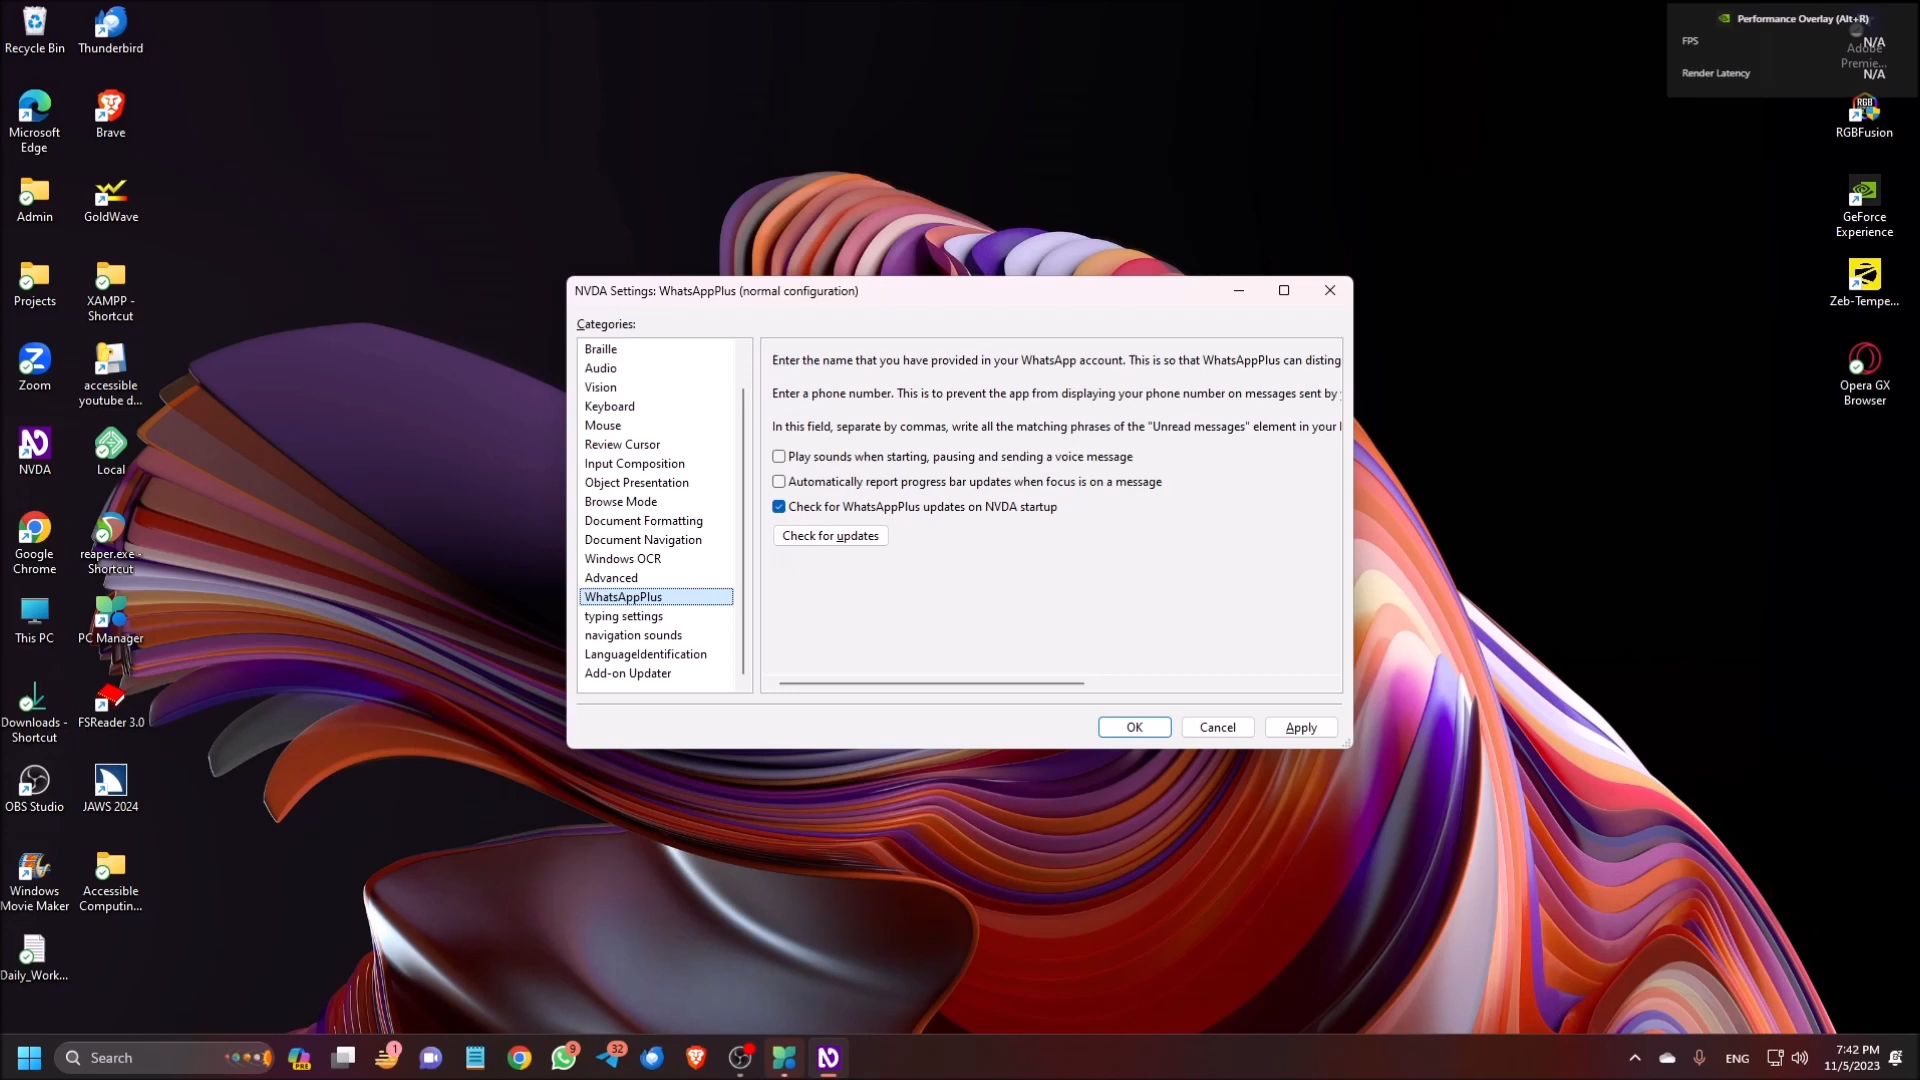 Recycle Bin
Thunderbird
Microsoft Edge
Brave
Admin
GoldWave
Projects
XAMPP - Shortcut
Zoom
accessible youtube d...
NVDA
Local
Google Chrome
reaper.exe - Shortcut
This PC
PC Manager
Downloads - Shortcut
FSReader 3.0
OBS Studio
JAWS 2024
Windows Movie Maker
Accessible Computin...
Daily_Work...
Performance Overlay (Alt+R)
FPS
N/A
Render Latency
N/A
Adobe Premie...
RGB
RGBFusion
GeForce Experience
Zeb-Tempe...
Opera GX Browser
NVDA Settings: WhatsAppPlus (normal configuration)
Categories:
Braille
Audio
Vision
Keyboard
Mouse
Review Cursor
Input Composition
Object Presentation
Browse Mode
Document Formatting
Document Navigation
Windows OCR
Advanced
WhatsAppPlus
typing settings
navigation sounds
LanguageIdentification
Add-on Updater
Enter the name that you have provided in your WhatsApp account. This is so that WhatsAppPlus can disting
Enter a phone number. This is to prevent the app from displaying your phone number on messages sent by
In this field, separate by commas, write all the matching phrases of the "Unread messages" element in your
Play sounds when starting, pausing and sending a voice message
Automatically report progress bar updates when focus is on a message
Check for WhatsAppPlus updates on NVDA startup
Check for updates
OK
Cancel
Apply
Search
PRE
1
9
32
ENG
7:42 PM
11/5/2023